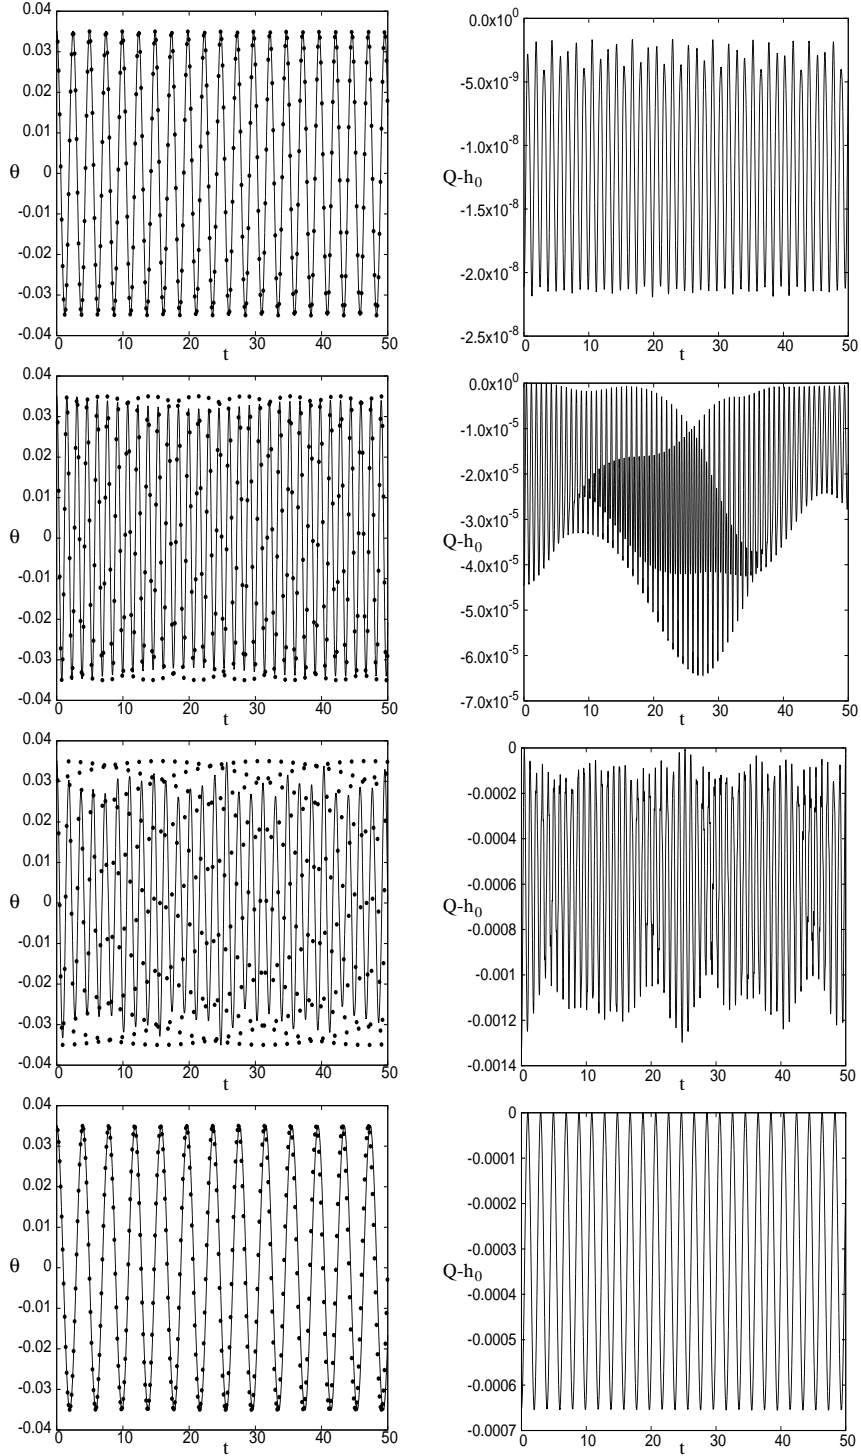 0.04
0.03
0.02
0.01
θ 0
-0.01
-0.02
-0.03
-0.04
0 10 20 30 40 50
t
0.0x10^0
-5.0x10^-9
-1.0x10^-8
Q-h_0
-1.5x10^-8
-2.0x10^-8
-2.5x10^-8
0 10 20 30 40 50
t
0.04
0.03
0.02
0.01
θ 0
-0.01
-0.02
-0.03
-0.04
0 10 20 30 40 50
t
0.0x10^0
-1.0x10^-5
-2.0x10^-5
-3.0x10^-5
Q-h_0
-4.0x10^-5
-5.0x10^-5
-6.0x10^-5
-7.0x10^-5
0 10 20 30 40 50
t
0.04
0.03
0.02
0.01
θ 0
-0.01
-0.02
-0.03
-0.04
0 10 20 30 40 50
t
0
-0.0002
-0.0004
-0.0006
Q-h_0
-0.0008
-0.001
-0.0012
-0.0014
0 10 20 30 40 50
t
0.04
0.03
0.02
0.01
θ 0
-0.01
-0.02
-0.03
-0.04
0 10 20 30 40 50
t
0
-0.0001
-0.0002
-0.0003
Q-h_0
-0.0004
-0.0005
-0.0006
-0.0007
0 10 20 30 40 50
t